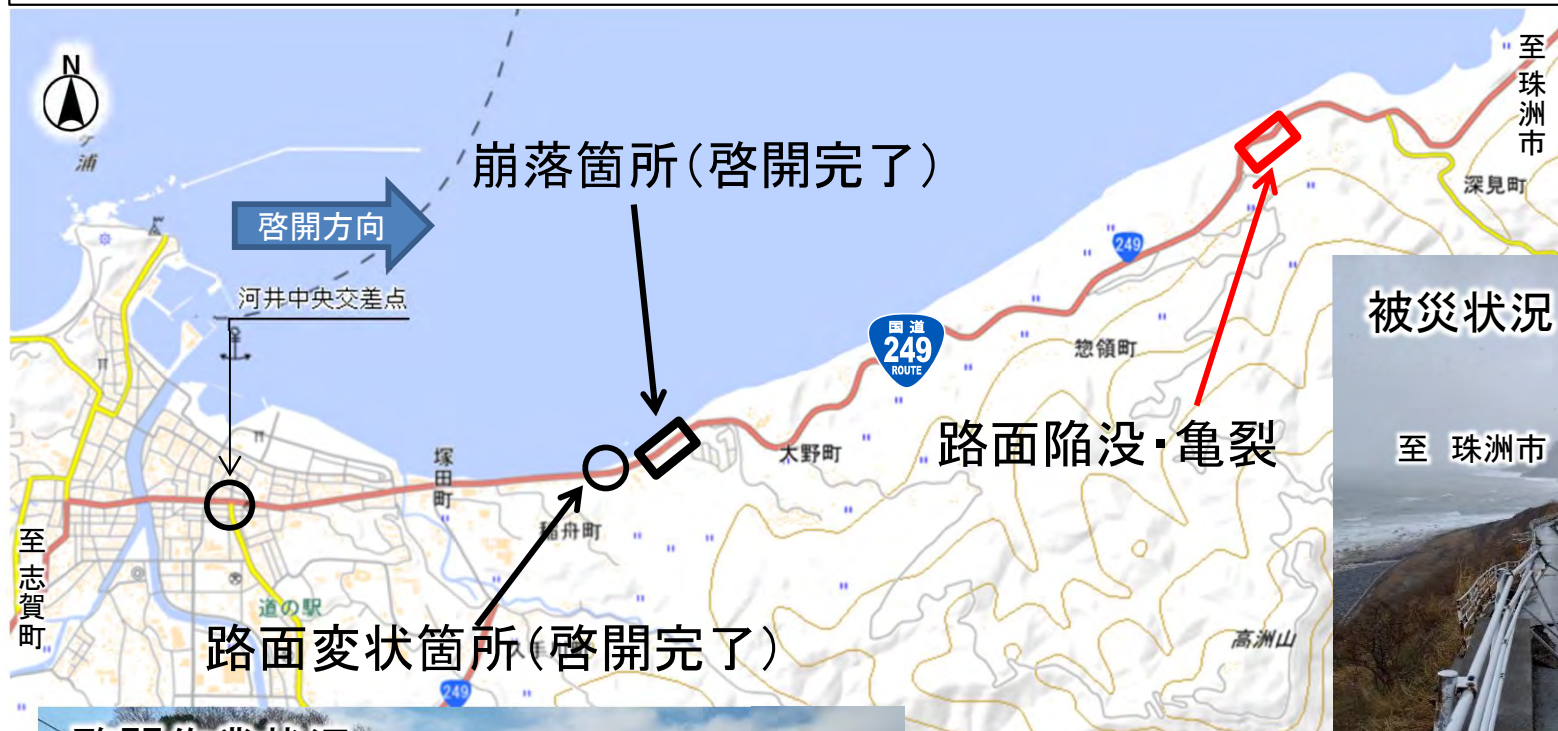 N
ケ
浦
啓開方向
崩落箇所(啓開完了)
至 珠洲市
深見町
河井中央交差点
249
国道
249
ROUTE
惣領町
被災状況
至 珠洲市
路面陥没・亀裂
大野町
塚田町
稲舟町
至 志賀町
道の駅
路面変状箇所(啓開完了)
高洲山
249